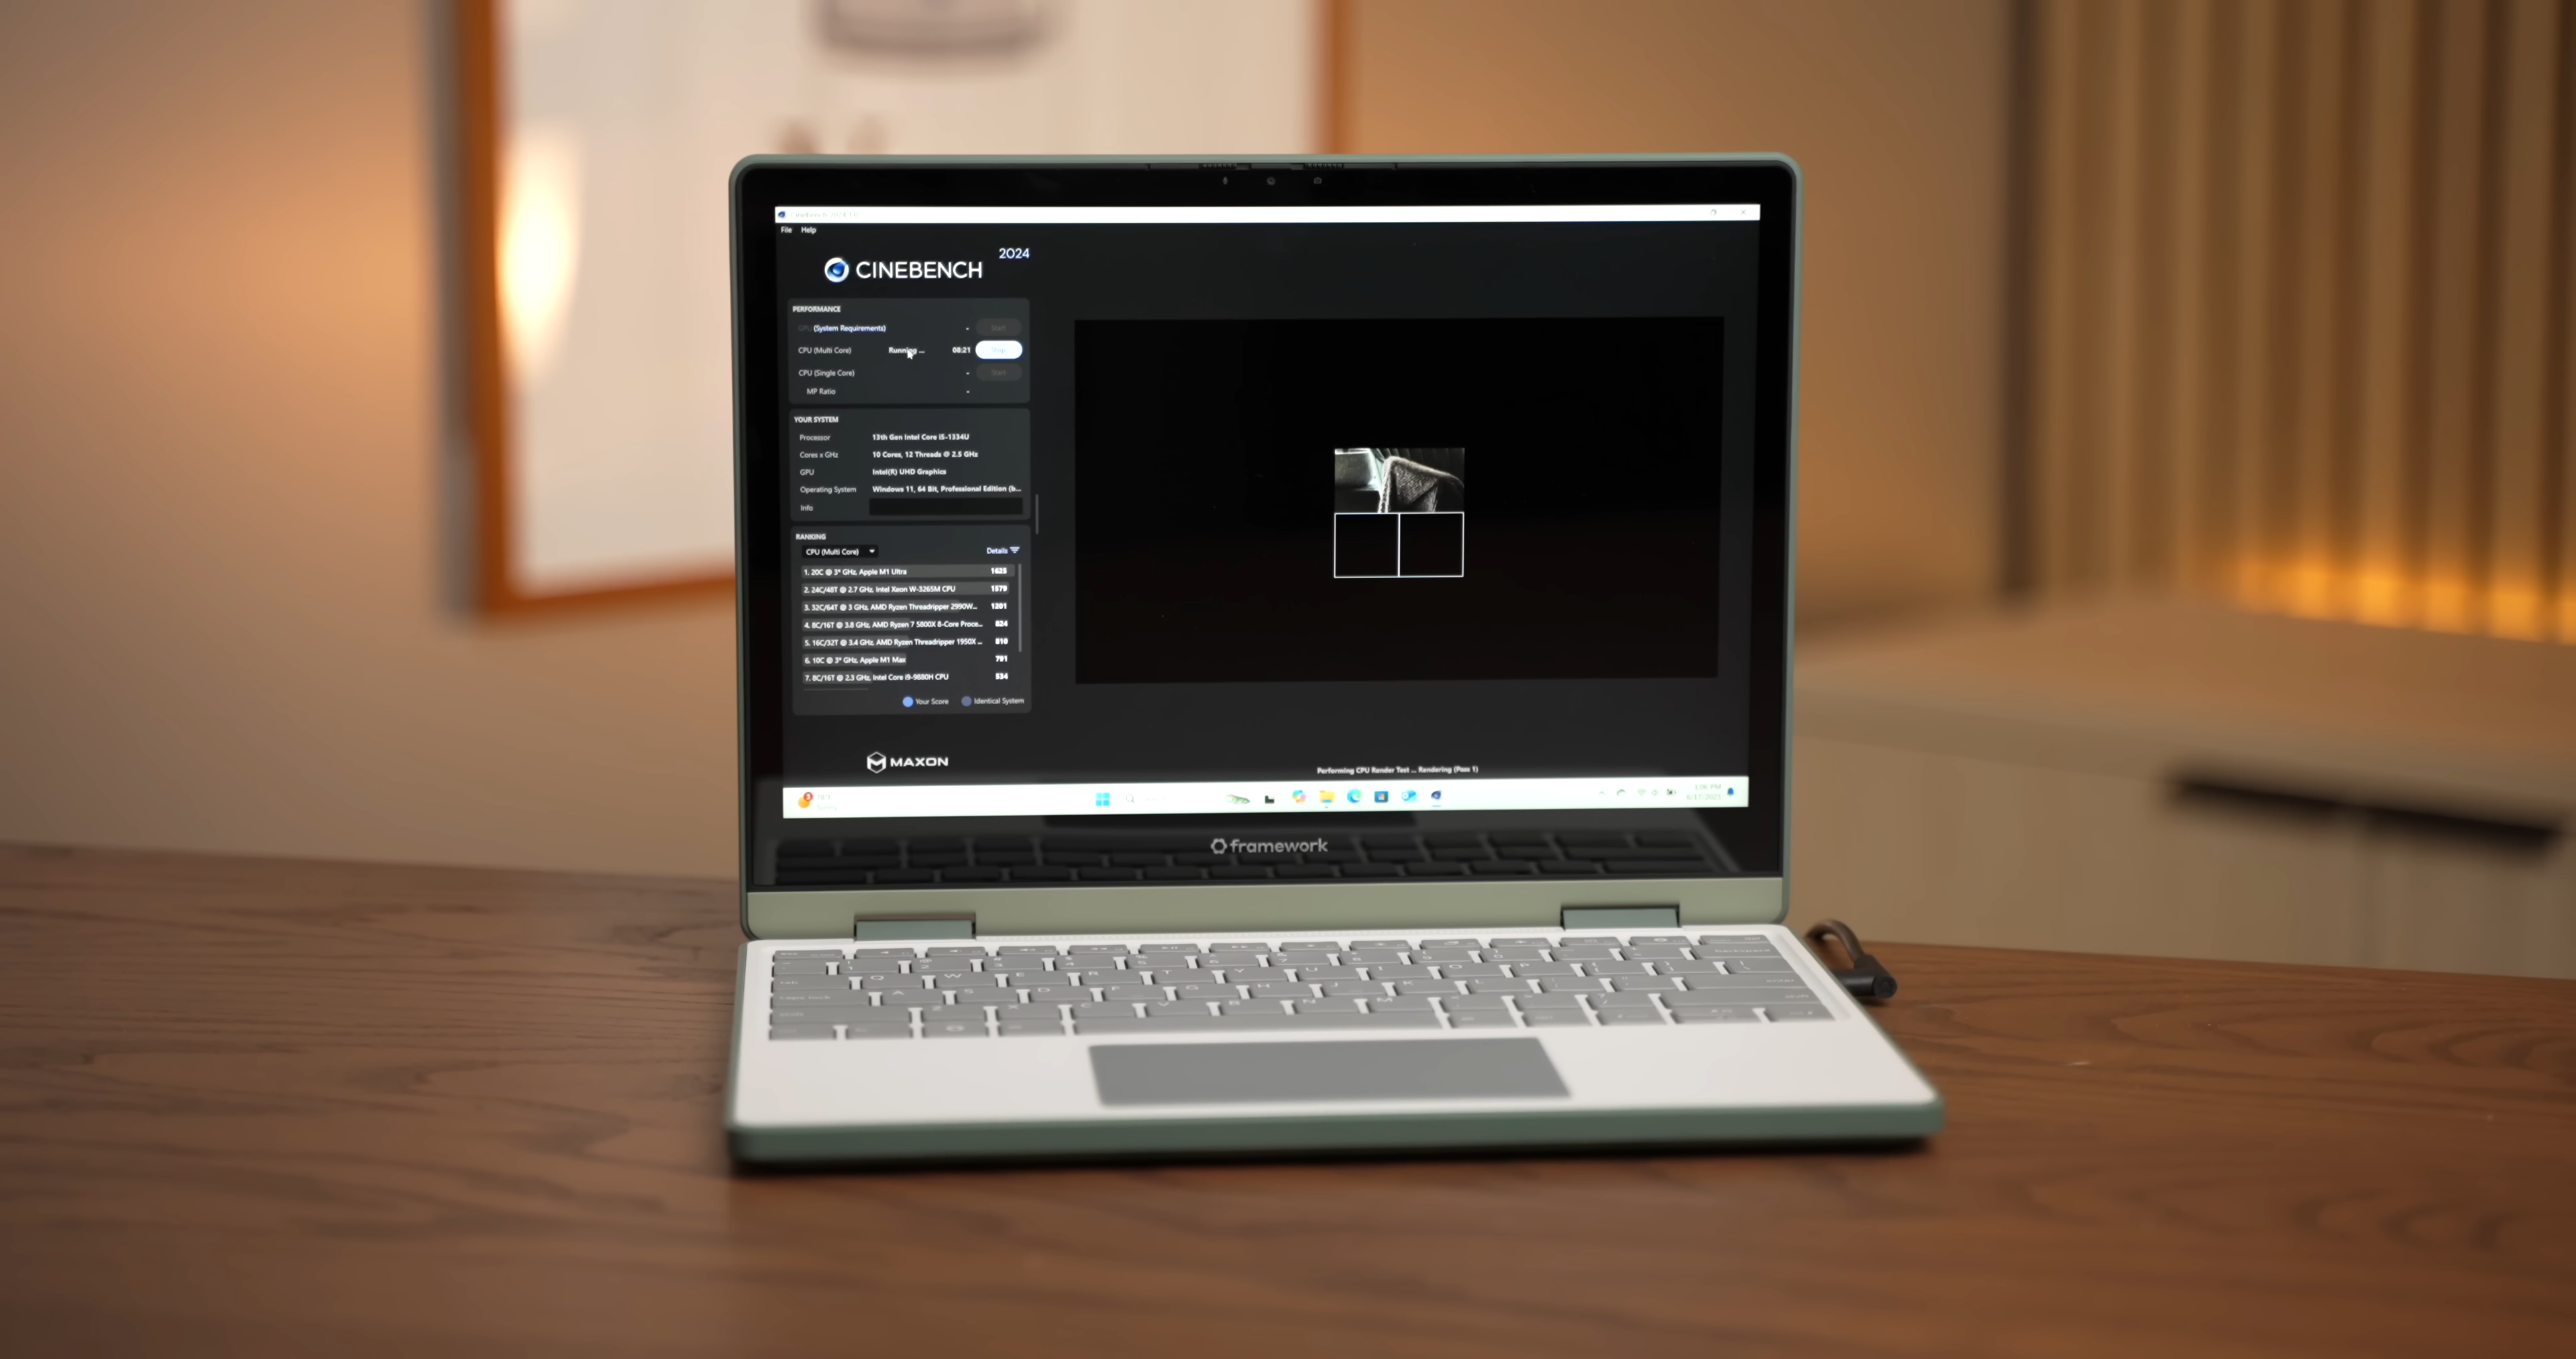 File Help
CINEBENCH 2024
PERFORMANCE
GPU (System Requirements) - Start
CPU (Multi Core) Running ... 08:21
CPU (Single Core) - Start
MP Ratio -
YOUR SYSTEM
Processor 13th Gen Intel Core i5-1334U
Cores x GHz 10 Cores, 12 Threads @ 2.5 GHz
GPU Intel(R) UHD Graphics
Operating System Windows 11, 64 Bit, Professional Edition (b...
Info
RANKING
CPU (Multi Core) Details
1. 20C @ 3* GHz, Apple M1 Ultra 1625
2. 24C/48T @ 2.7 GHz, Intel Xeon W-3265M CPU 1579
3. 32C/64T @ 3 GHz, AMD Ryzen Threadripper 2990W... 1201
4. 8C/16T @ 3.8 GHz, AMD Ryzen 7 5800X 8-Core Proce... 824
5. 16C/32T @ 3.4 GHz, AMD Ryzen Threadripper 1950X ... 810
6. 10C @ 3* GHz, Apple M1 Max 791
7. 8C/16T @ 2.3 GHz, Intel Core i9-9880H CPU 534
Your Score Identical System
MAXON
Performing CPU Render Test ... Rendering (Pass 1)
framework
Q W E R T Y U I O P
A S D F G H J K L
Z X C V B N M